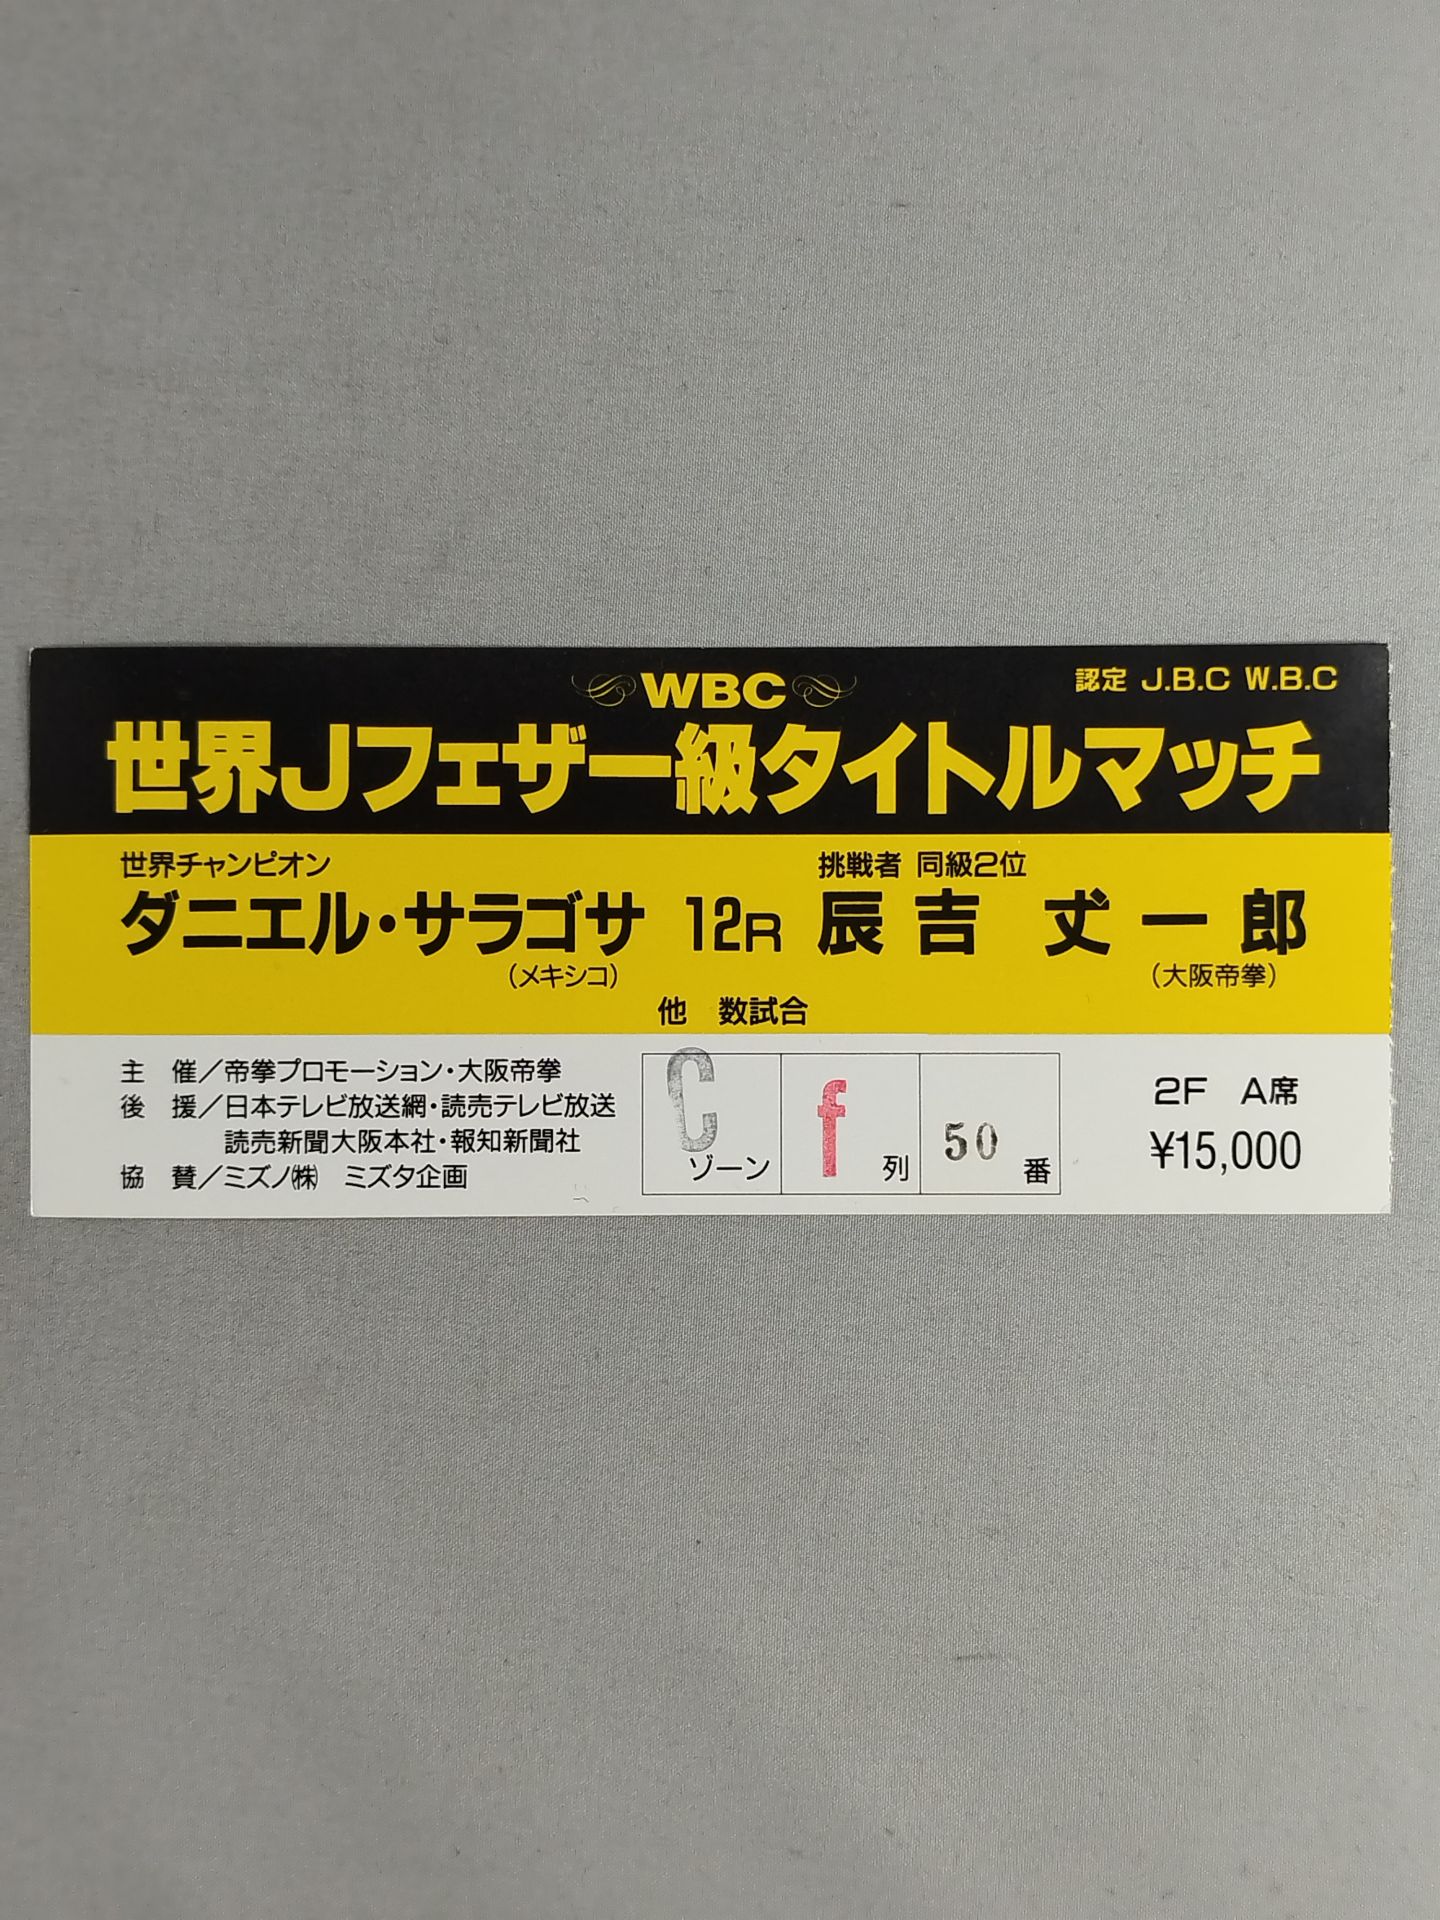 WBC
認定 J.B.C W.B.C
世界Jフェザー級タイトルマッチ
世界チャンピオン
ダニエル・サラゴサ 12R
(メキシコ)
挑戦者 同級2位
辰吉 丈一郎
(大阪帝拳)
他 数試合
主 催/帝拳プロモーション・大阪帝拳
後 援/日本テレビ放送網・読売テレビ放送
読売新聞大阪本社・報知新聞社
協 賛/ミズノ㈱ ミズタ企画
C ゾーン f 列 50 番
2F A席
¥15,000